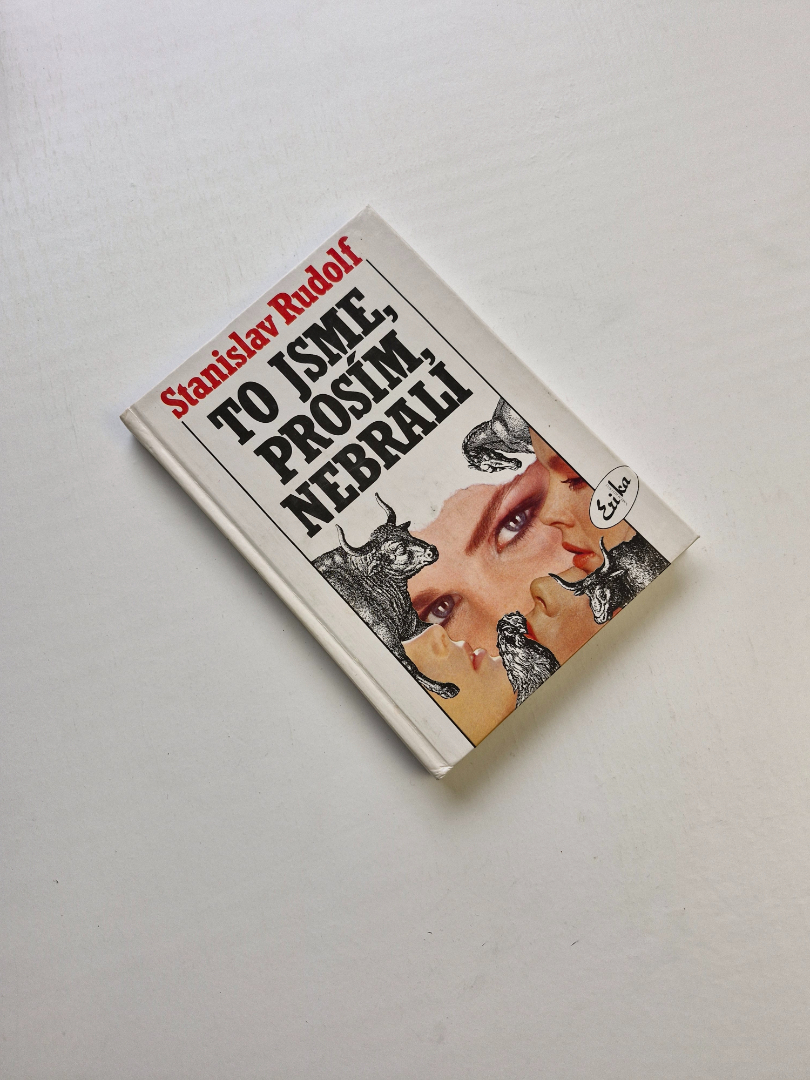 Stanislav Rudolf
TO JSME,
PROSÍM,
NEBRALI
Erika